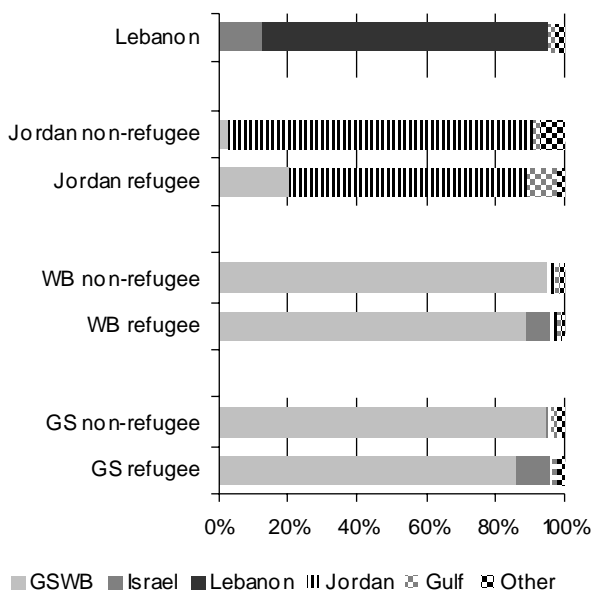 Lebanon
Jordan non-refugee
Jordan refugee
WB non-refugee
WB refugee
GS non-refugee
GS refugee
0% 20% 40% 60% 80% 100%
GSWB Israel Lebanon Jordan Gulf Other